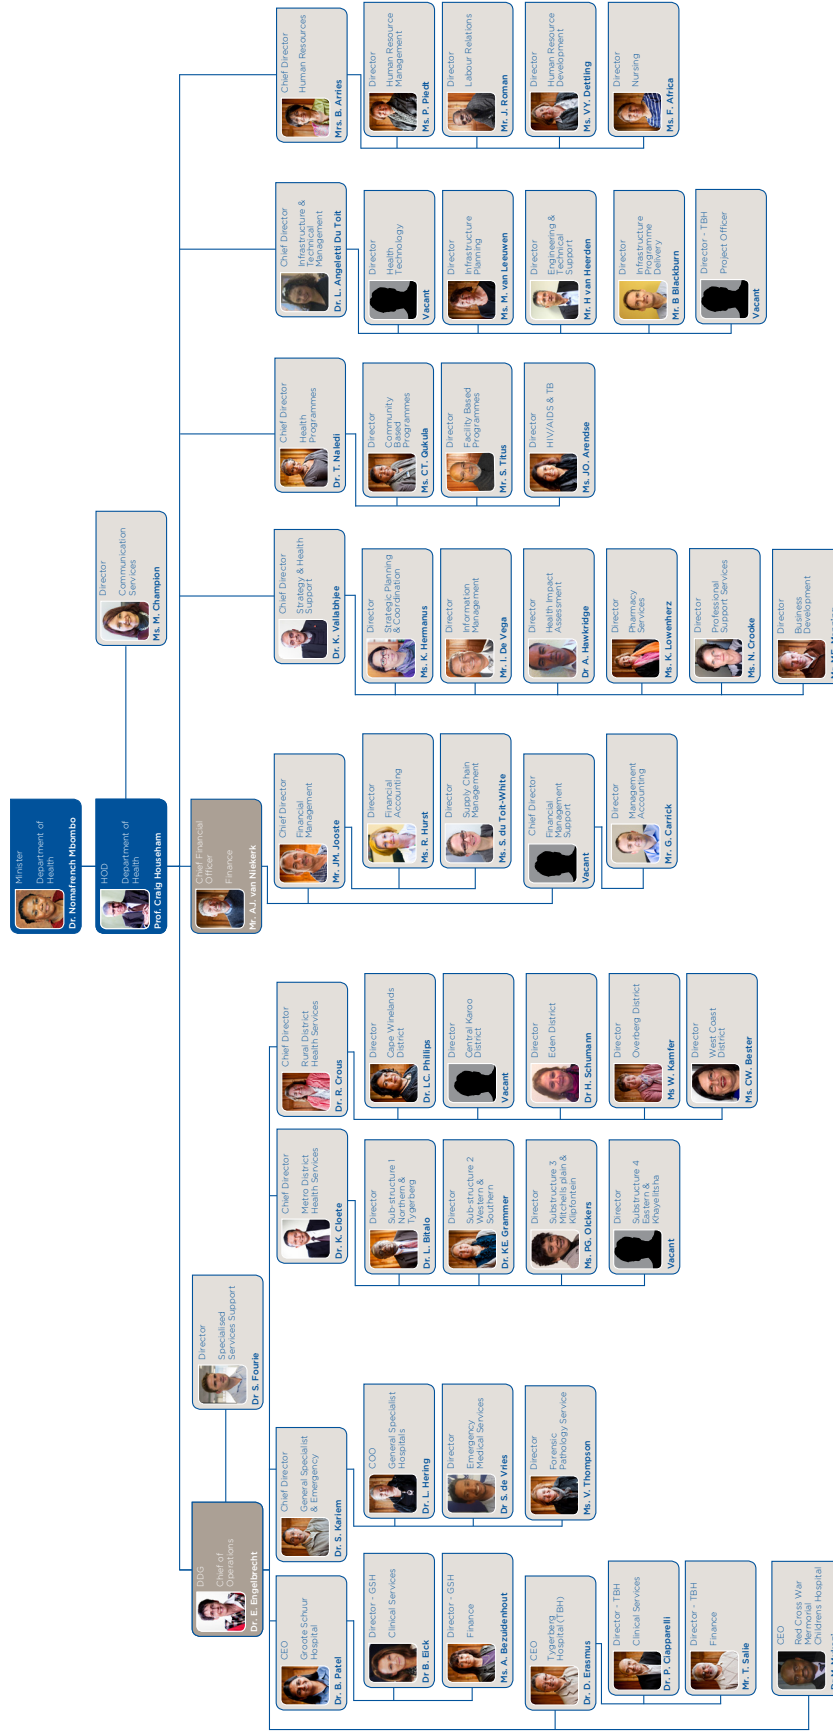 Minister
Department of
Health
Dr. Nomafrench Mbombo
HOD
Department of
Health
Prof. Craig Househam
Director
Communication
Services
Ms. M. Champion
DDG
Chief of
Operations
Dr. E. Engelbrecht
Director
Specialised
Services Support
Dr S. Fourie
Chief Financial
Officer
Finance
Mr. A.J. van Niekerk
CEO
Groote Schuur
Hospital
Dr. B. Patel
Director - GSH
Clinical Services
Dr B. Eick
Director - GSH
Finance
Ms. A. Bezuidenhout
CEO
Tygerberg
Hospital (TBH)
Dr. D. Erasmus
Director - TBH
Clinical Services
Dr. P. Ciapparelli
Director - TBH
Finance
Mr. T. Salie
CEO
Red Cross War
Memorial
Childrens Hospital
Chief Director
General Specialist
& Emergency
Dr. S. Kariem
COO
General Specialist
Hospitals
Dr. L. Hering
Director
Emergency
Medical Services
Dr S. de Vries
Director
Forensic
Pathology Service
Ms. V. Thompson
Chief Director
Metro District
Health Services
Dr. K. Cloete
Director
Sub-structure 1
Northern &
Tygerberg
Dr. L. Bitalo
Director
Sub-structure 2
Western &
Southern
Dr. KE. Grammer
Director
Substructure 3
Mitchells plain &
Klipfontein
Ms. PG. Olckers
Director
Substructure 4
Eastern &
Khayelitsha
Vacant
Chief Director
Rural District
Health Services
Dr. R. Crous
Director
Cape Winelands
District
Dr. LC. Phillips
Director
Central Karoo
District
Vacant
Director
Eden District
Dr H. Schumann
Director
Overberg District
Ms W. Kamfer
Director
West Coast
District
Ms. CW. Bester
Chief Director
Financial
Management
Mr. JM. Jooste
Director
Financial
Accounting
Ms. R. Hurst
Director
Supply Chain
Management
Ms. S. du Toit-White
Chief Director
Financial
Management
Support
Vacant
Director
Management
Accounting
Mr. G. Carrick
Chief Director
Strategy & Health
Support
Dr. K. Vallabhjee
Director
Strategic Planning
& Coordination
Ms. K. Hermanus
Director
Information
Management
Mr. I. De Vega
Director
Health Impact
Assessment
Dr A. Hawkridge
Director
Pharmacy
Services
Ms. K. Lowenherz
Director
Professional
Support Services
Ms. N. Crooke
Director
Business
Development
Chief Director
Health
Programmes
Dr. T. Naledi
Director
Community
Based
Programmes
Ms. CT. Qukula
Director
Facility Based
Programmes
Mr. S. Titus
Director
HIV/AIDS & TB
Ms. JO. Arendse
Chief Director
Infrastructure &
Technical
Management
Dr. L. Angeletti Du Toit
Director
Health
Technology
Vacant
Director
Infrastructure
Planning
Ms. M. van Leeuwen
Director
Engineering &
Technical
Support
Mr. H van Heerden
Director
Infrastructure
Programme
Delivery
Mr. B Blackburn
Director - TBH
Project Officer
Vacant
Chief Director
Human Resources
Mrs. B. Arries
Director
Human Resource
Management
Ms. P. Piedt
Director
Labour Relations
Mr. J. Roman
Director
Human Resource
Development
Ms. V.Y. Dettling
Director
Nursing
Ms. F. Africa